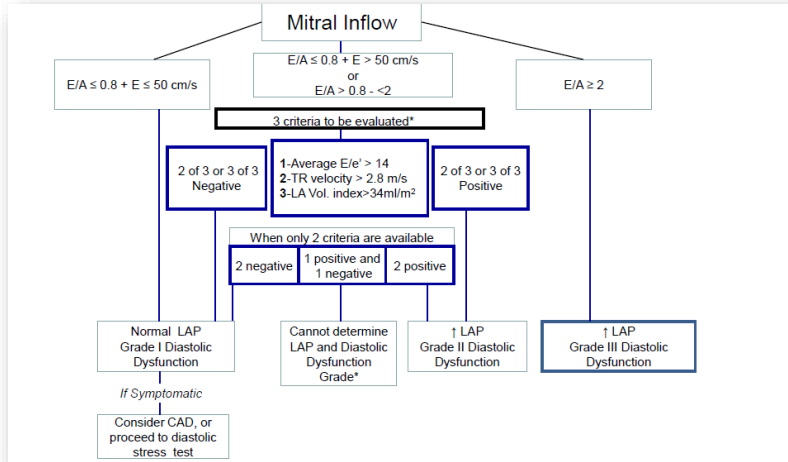 Mitral Inflow
E/A ≤ 0.8 + E ≤ 50 cm/s
E/A ≤ 0.8 + E > 50 cm/s
or
E/A > 0.8 - <2
E/A ≥ 2
3 criteria to be evaluated*
2 of 3 or 3 of 3
Negative
1-Average E/e' > 14
2-TR velocity > 2.8 m/s
3-LA Vol. index>34ml/m²
2 of 3 or 3 of 3
Positive
When only 2 criteria are available
2 negative
1 positive and
1 negative
2 positive
Normal LAP
Grade I Diastolic
Dysfunction
Cannot determine
LAP and Diastolic
Dysfunction
Grade*
↑ LAP
Grade II Diastolic
Dysfunction
↑ LAP
Grade III Diastolic
Dysfunction
If Symptomatic
Consider CAD, or
proceed to diastolic
stress test